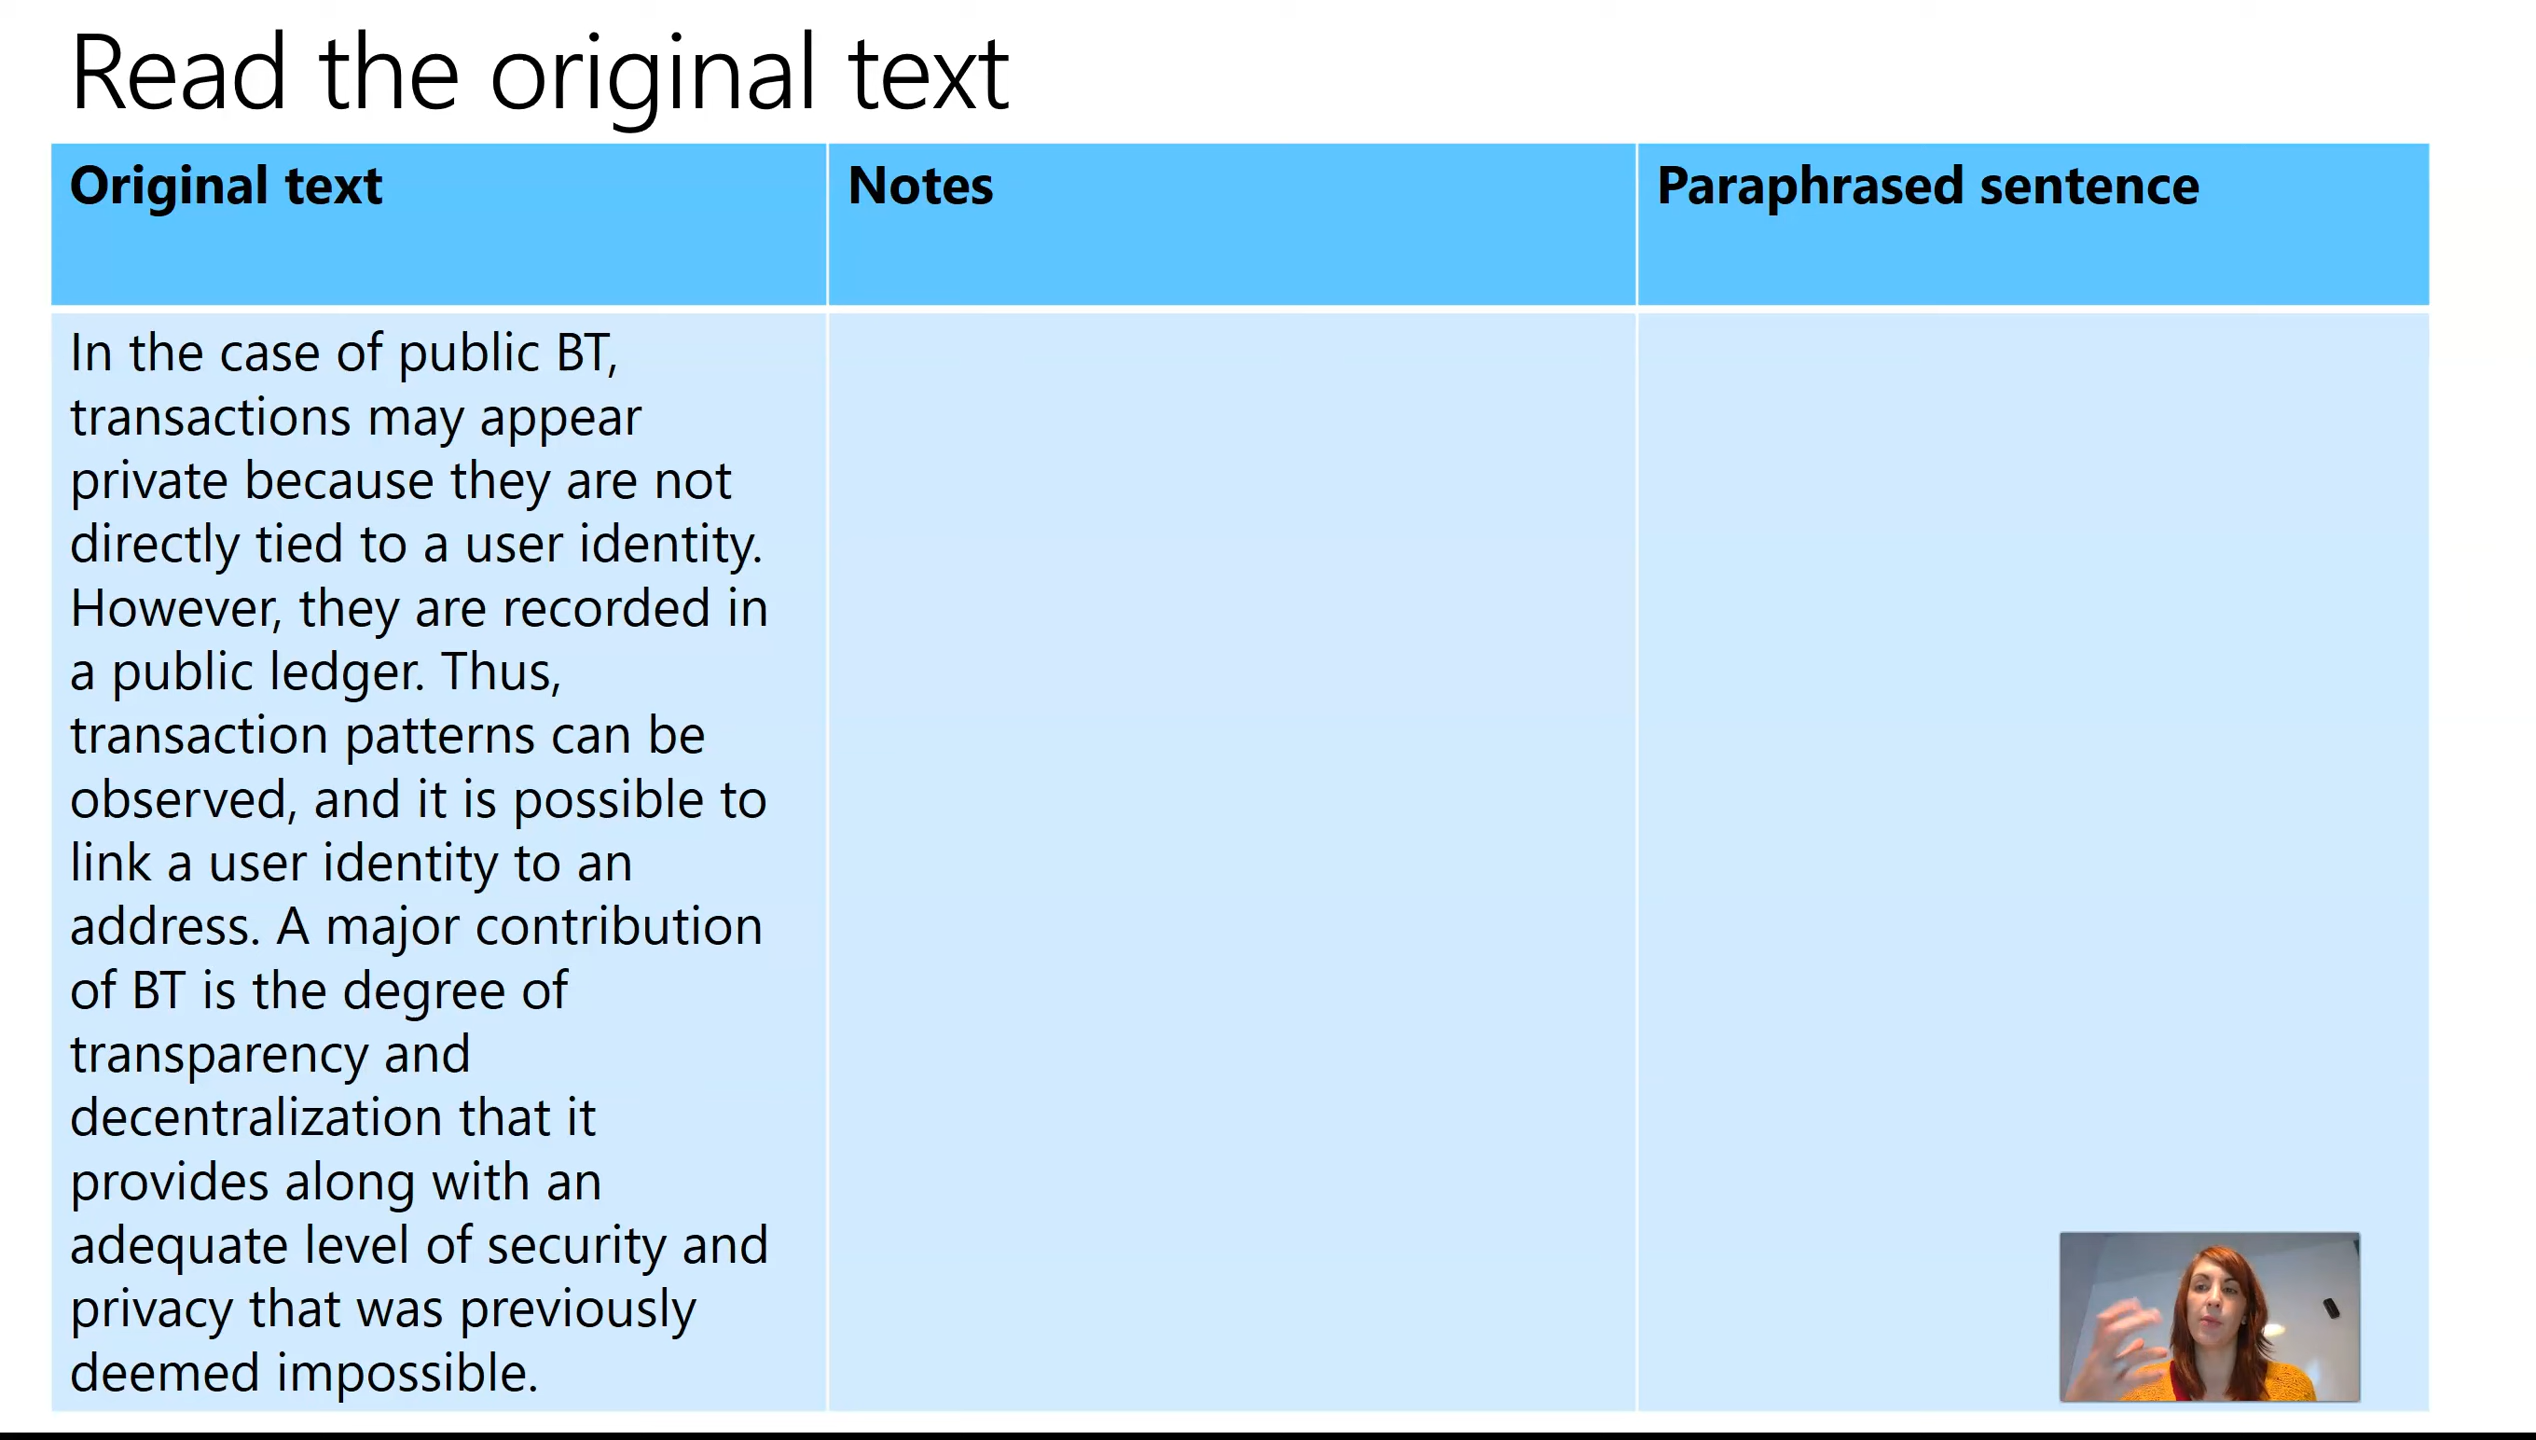 Read the original text
Original text
Notes
Paraphrased sentence
In the case of public BT,
transactions may appear
private because they are not
directly tied to a user identity.
However, they are recorded in
a public ledger. Thus,
transaction patterns can be
observed, and it is possible to
link a user identity to an
address. A major contribution
of BT is the degree of
transparency and
decentralization that it
provides along with an
adequate level of security and
privacy that was previously
deemed impossible.